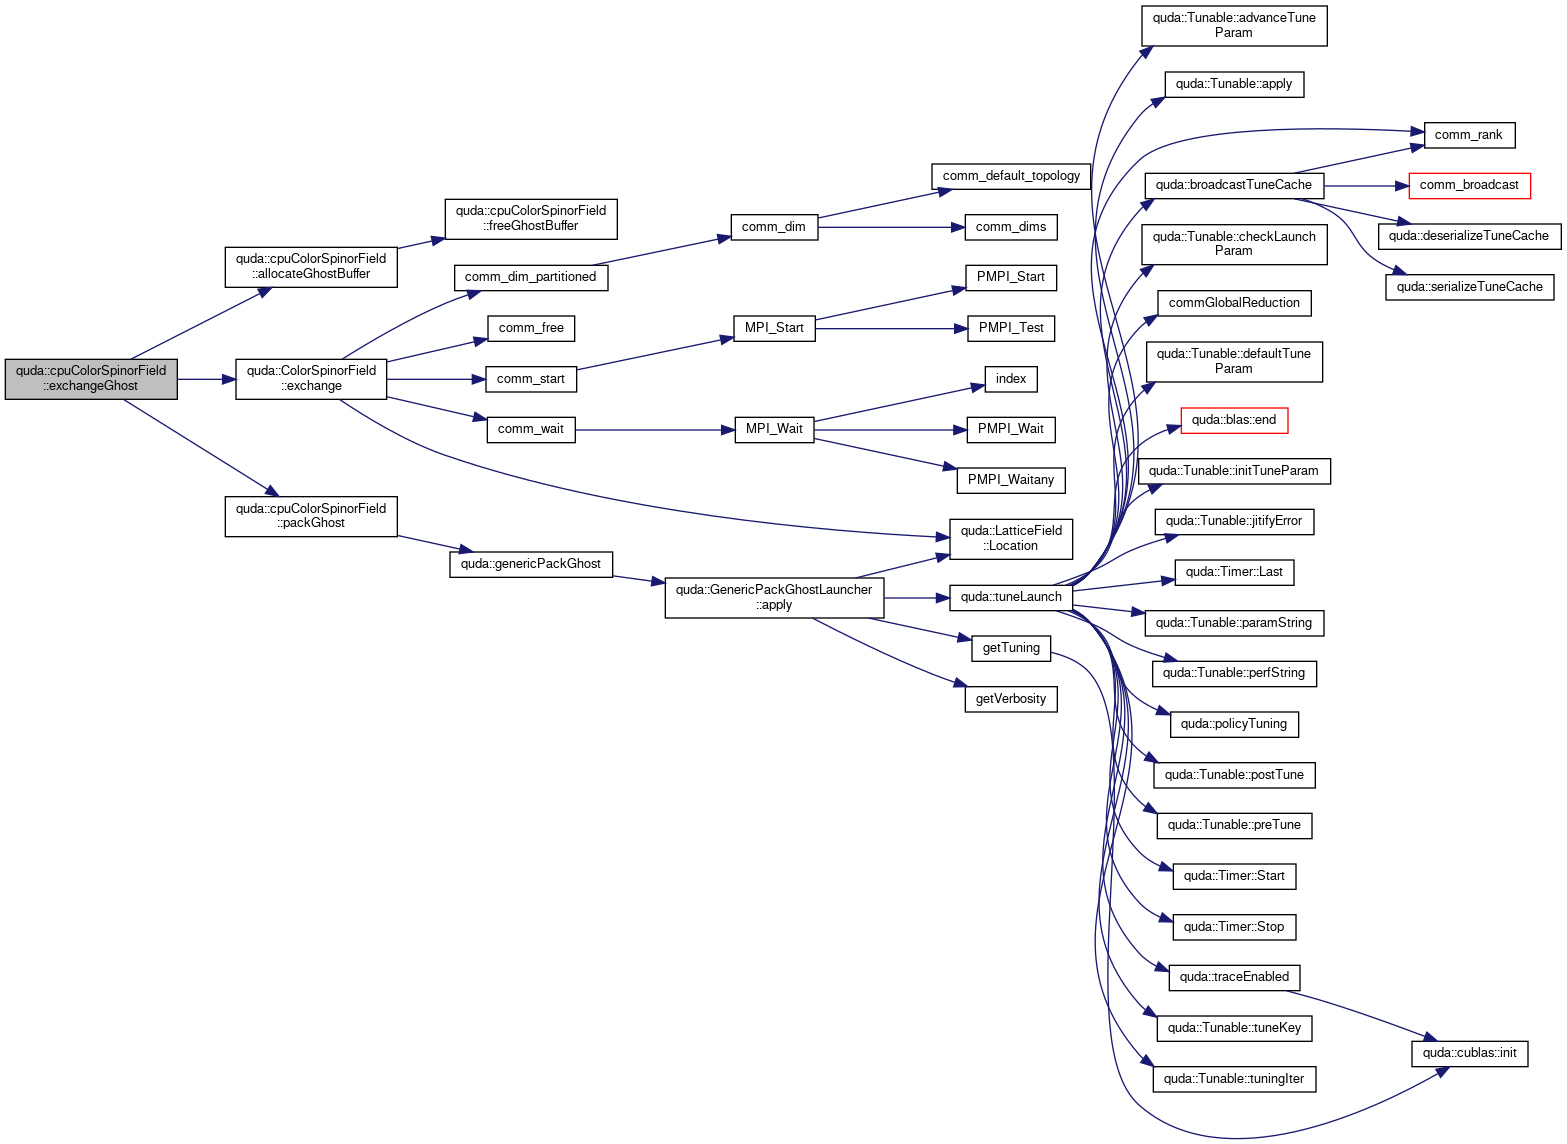 quda::cpuColorSpinorField
::exchangeGhost
quda::cpuColorSpinorField
::allocateGhostBuffer
quda::ColorSpinorField
::exchange
quda::cpuColorSpinorField
::packGhost
quda::cpuColorSpinorField
::freeGhostBuffer
comm_dim_partitioned
comm_free
comm_start
comm_wait
quda::genericPackGhost
comm_dim
MPI_Start
MPI_Wait
quda::GenericPackGhostLauncher
::apply
comm_default_topology
comm_dims
PMPI_Start
PMPI_Test
index
PMPI_Wait
PMPI_Waitany
quda::LatticeField
::Location
quda::tuneLaunch
getTuning
getVerbosity
quda::Tunable::advanceTune
Param
quda::Tunable::apply
quda::broadcastTuneCache
quda::Tunable::checkLaunch
Param
commGlobalReduction
quda::Tunable::defaultTune
Param
quda::blas::end
quda::Tunable::initTuneParam
quda::Tunable::jitifyError
quda::Timer::Last
quda::Tunable::paramString
quda::Tunable::perfString
quda::policyTuning
quda::Tunable::postTune
quda::Tunable::preTune
quda::Timer::Start
quda::Timer::Stop
quda::traceEnabled
quda::Tunable::tuneKey
quda::Tunable::tuningIter
comm_rank
comm_broadcast
quda::deserializeTuneCache
quda::serializeTuneCache
quda::cublas::init